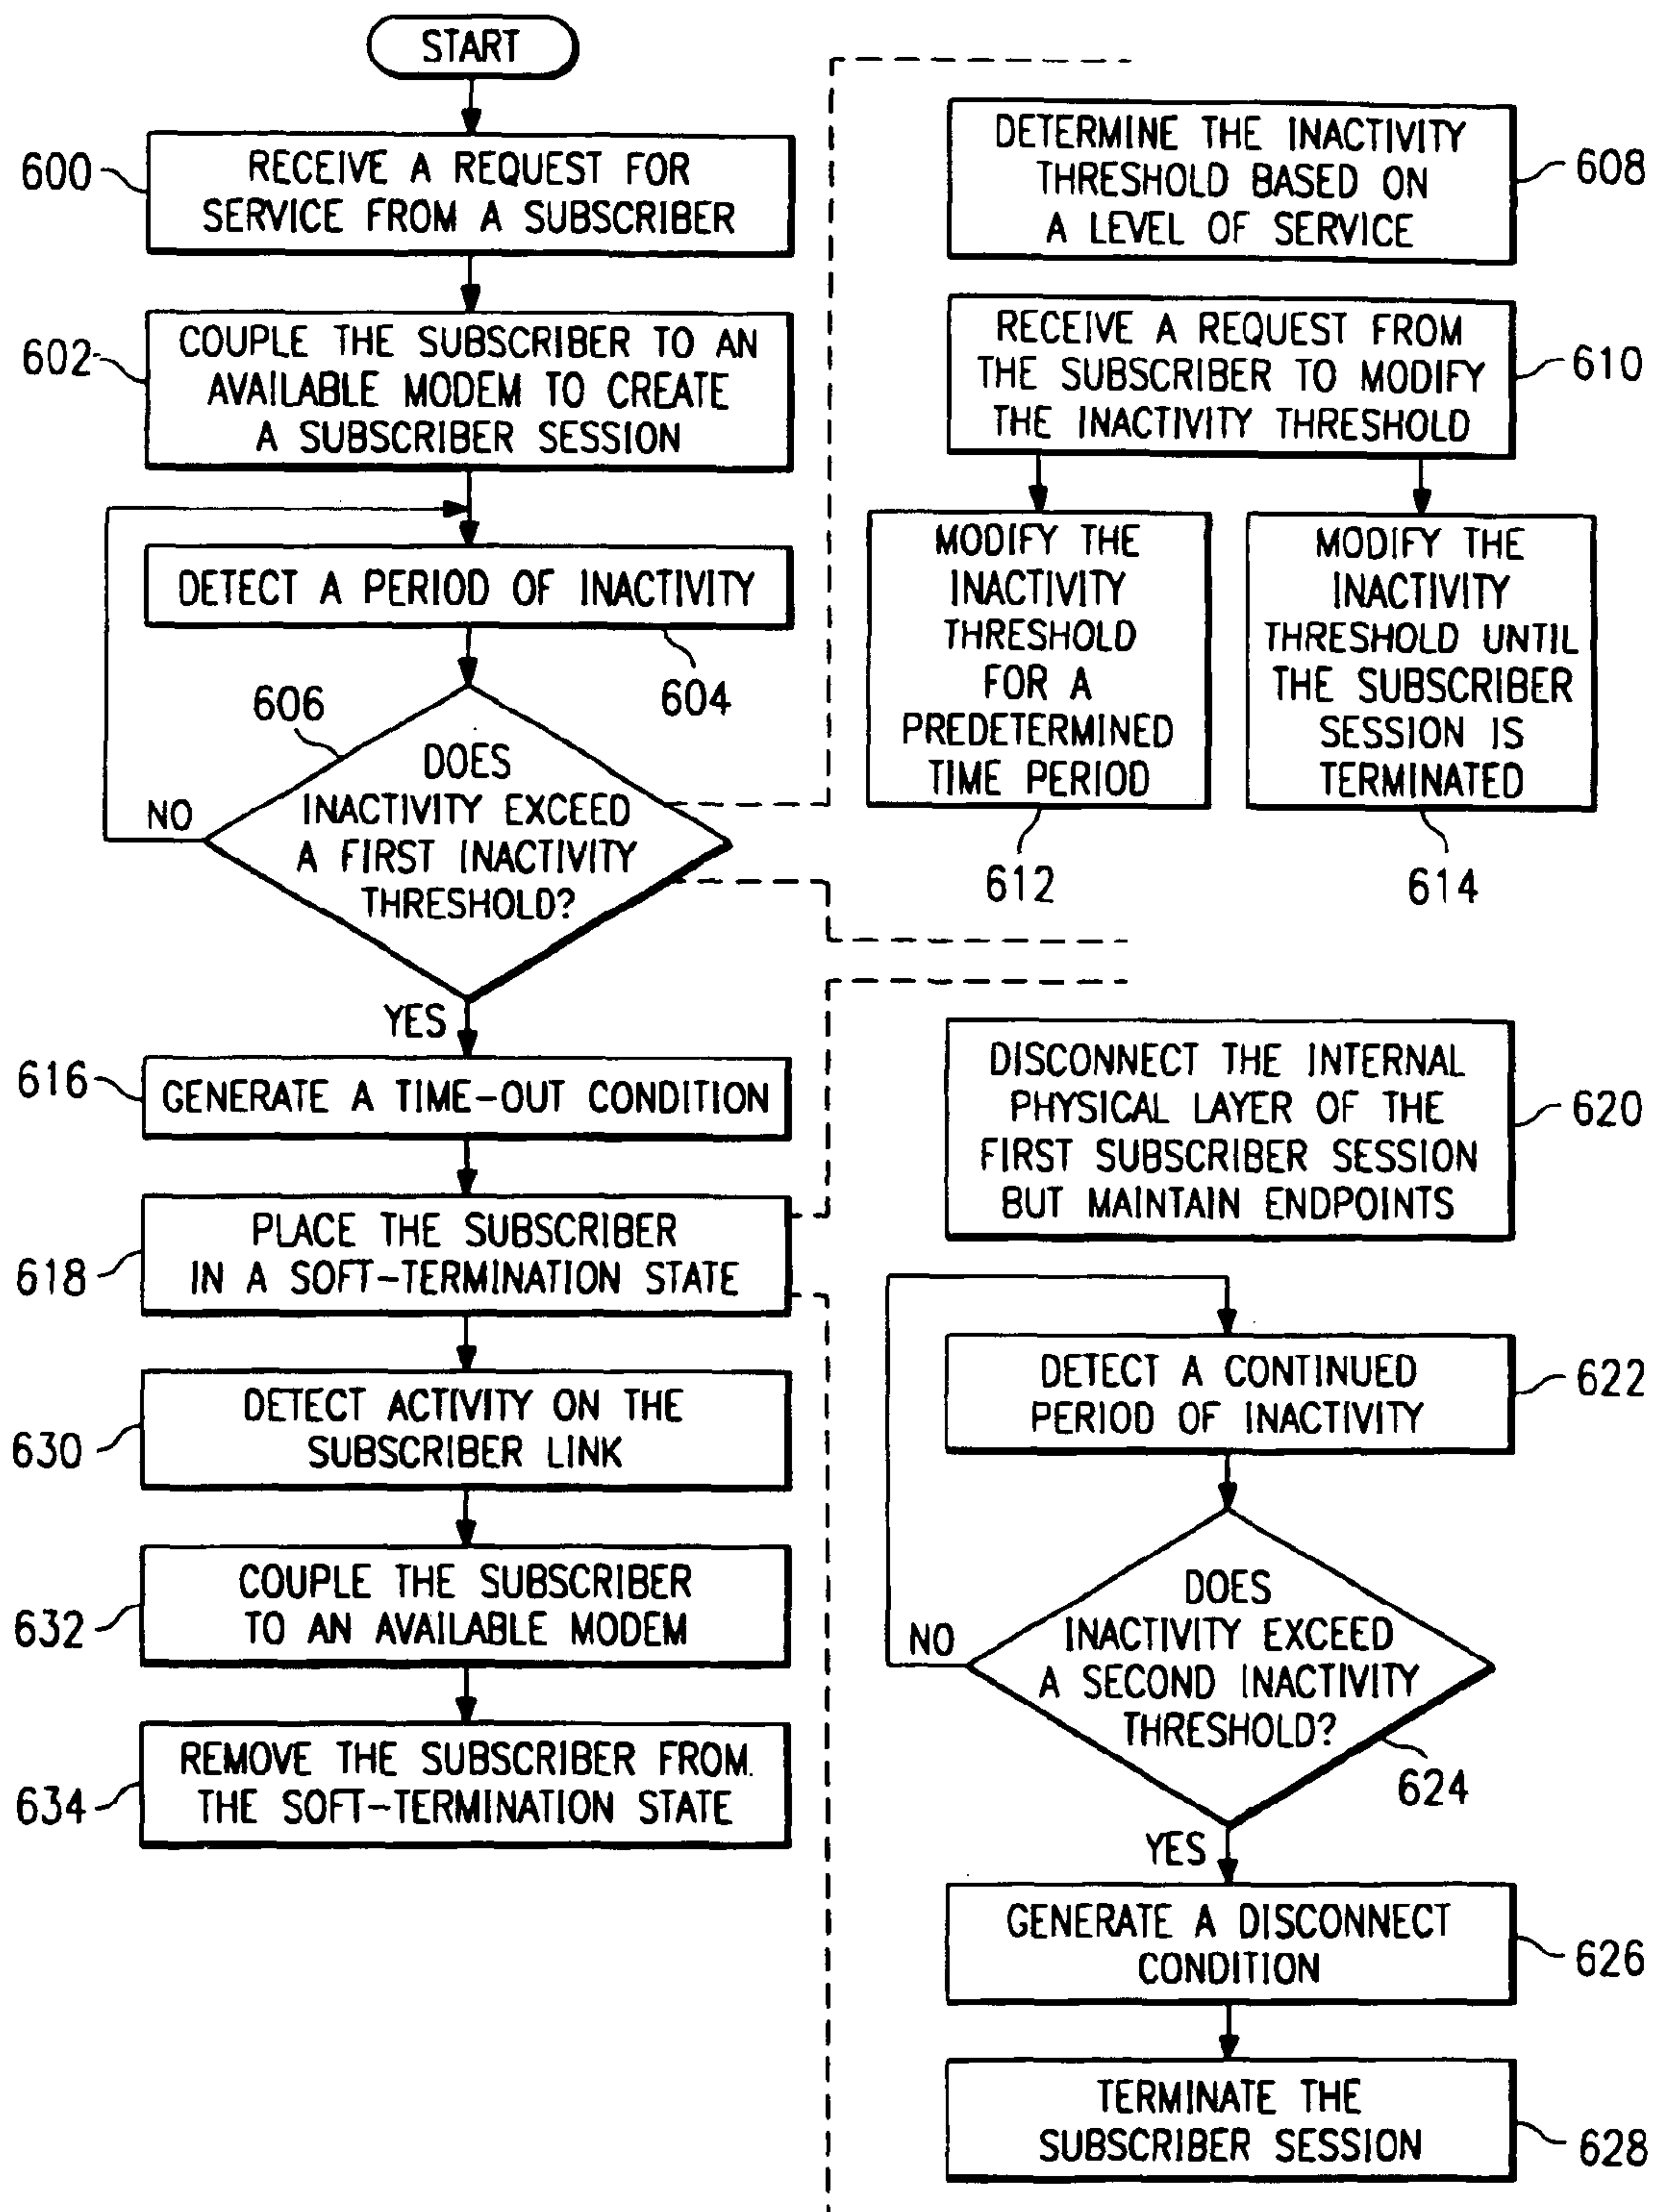 START
600
RECEIVE A REQUEST FOR
SERVICE FROM A SUBSCRIBER
602
COUPLE THE SUBSCRIBER TO AN
AVAILABLE MODEM TO CREATE
A SUBSCRIBER SESSION
DETECT A PERIOD OF INACTIVITY
604
606
DOES
INACTIVITY EXCEED
A FIRST INACTIVITY
THRESHOLD?
NO
YES
DETERMINE THE INACTIVITY
THRESHOLD BASED ON
A LEVEL OF SERVICE
608
RECEIVE A REQUEST FROM
THE SUBSCRIBER TO MODIFY
THE INACTIVITY THRESHOLD
610
MODIFY THE
INACTIVITY
THRESHOLD
FOR A
PREDETERMINED
TIME PERIOD
612
MODIFY THE
INACTIVITY
THRESHOLD UNTIL
THE SUBSCRIBER
SESSION IS
TERMINATED
614
616
GENERATE A TIME-OUT CONDITION
618
PLACE THE SUBSCRIBER
IN A SOFT-TERMINATION STATE
630
DETECT ACTIVITY ON THE
SUBSCRIBER LINK
632
COUPLE THE SUBSCRIBER
TO AN AVAILABLE MODEM
634
REMOVE THE SUBSCRIBER FROM
THE SOFT-TERMINATION STATE
DISCONNECT THE INTERNAL
PHYSICAL LAYER OF THE
FIRST SUBSCRIBER SESSION
BUT MAINTAIN ENDPOINTS
620
DETECT A CONTINUED
PERIOD OF INACTIVITY
622
DOES
INACTIVITY EXCEED
A SECOND INACTIVITY
THRESHOLD?
NO
624
YES
GENERATE A DISCONNECT
CONDITION
626
TERMINATE THE
SUBSCRIBER SESSION
628